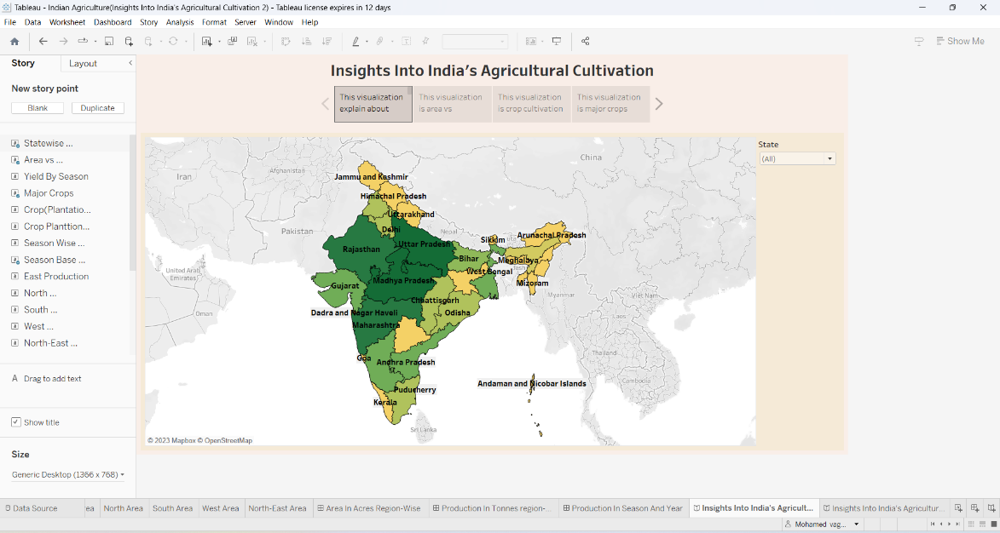 Tableau - Indian Agriculture(Insights Into India's Agricultural Cultivation 2) - Tableau license expires in 12 days
File Data Worksheet Dashboard Story Analysis Format Server Window Help
Show Me
Story Layout
New story point
Blank Duplicate
Statewise ...
Area vs ...
Yield By Season
Major Crops
Crop(Plantatio...
Crop Planttion...
Season Wise ...
Season Base ...
East Production
North ...
South ...
West ...
North-East ...
A Drag to add text
Show title
Size
Generic Desktop (1366 x 768)
Insights Into India's Agricultural Cultivation
This visualization
explain about
This visualization
is area vs
This visualization
is crop cultivation
This visualization
is major crops
State
(All)
China
Iran
Afghanistan
Jammu and Keshmir
Himachal Pradesh
Uttarakhand
Pakistan
Delhi
Nepal
Sikkim
Arunachal Pradesh
Rajasthan
Uttar Pradesh
Bihar
Meghalaya
United Arab
Emirates
West Bengal
Gujarat
Madhya Pradesh
Mizoram
Myanmar
Viet Nam
Oman
Chhattisgarh
Dadra and Nagar Haveli
Odisha
Laos
Maharashtra
Thailand
Goa
Andhra Pradesh
Cambodia
Andaman and Nicobar Islands
Puducherry
Kerala
Sri Lanka
© 2023 Mapbox © OpenStreetMap
Data Source ea North Area South Area West Area North-East Area Area In Acres Region-Wise Production In Tonnes region-... Production In Season And Year Insights Into India's Agricult... Insights Into India's Agricultur...
Mohamed vag...